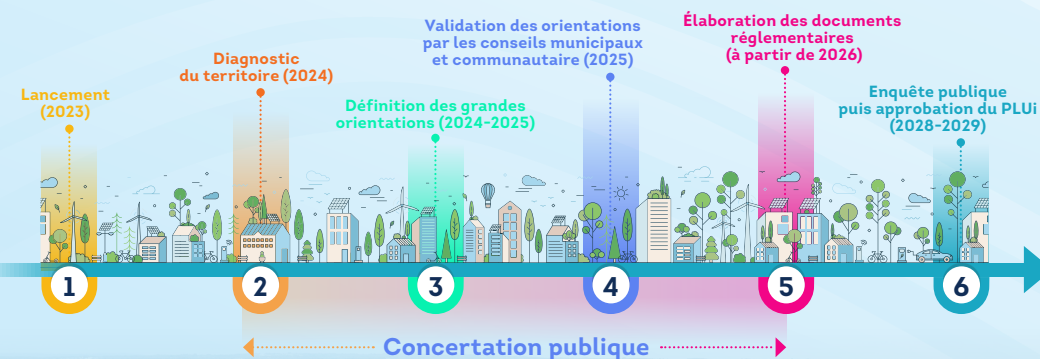 Lancement
(2023)
Diagnostic
du territoire (2024)
Définition des grandes
orientations (2024-2025)
Validation des orientations
par les conseils municipaux
et communautaire (2025)
Élaboration des documents
réglementaires
(à partir de 2026)
Enquête publique
puis approbation du PLUi
(2028-2029)
1
2
3
4
5
6
Concertation publique